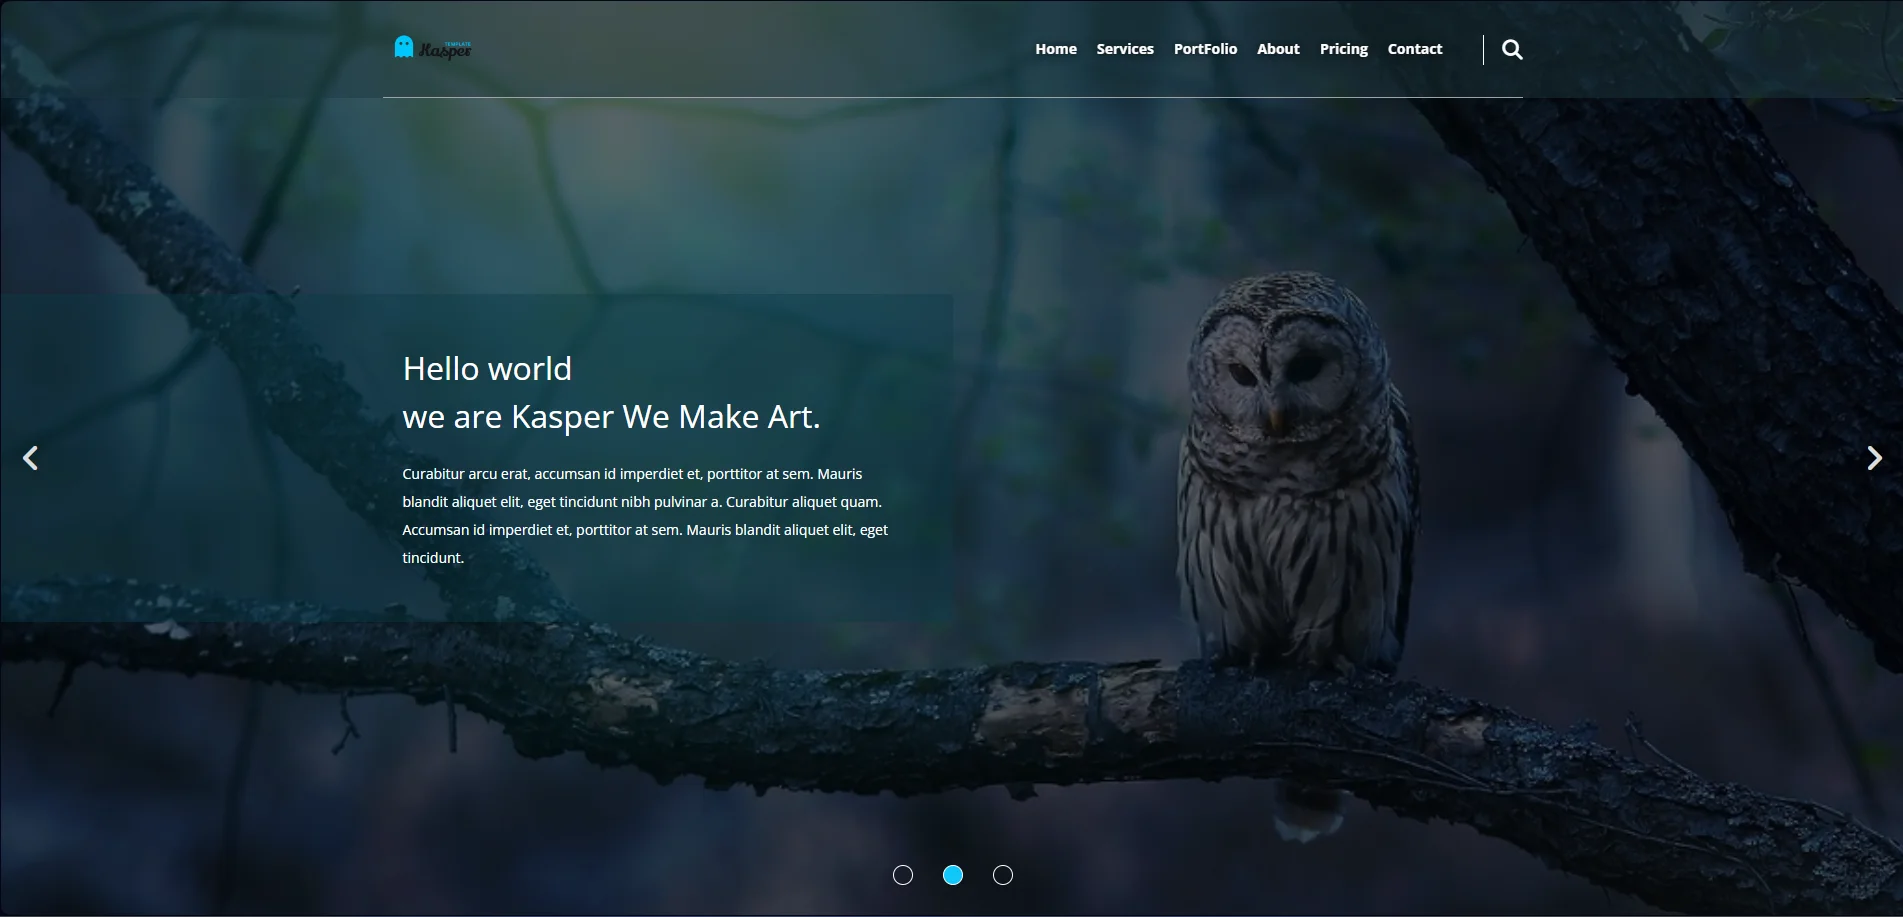 TEMPLATE
Kasper
Home Services PortFolio About Pricing Contact
Hello world
we are Kasper We Make Art.
Curabitur arcu erat, accumsan id imperdiet et, porttitor at sem. Mauris
blandit aliquet elit, eget tincidunt nibh pulvinar a. Curabitur aliquet quam.
Accumsan id imperdiet et, porttitor at sem. Mauris blandit aliquet elit, eget
tincidunt.